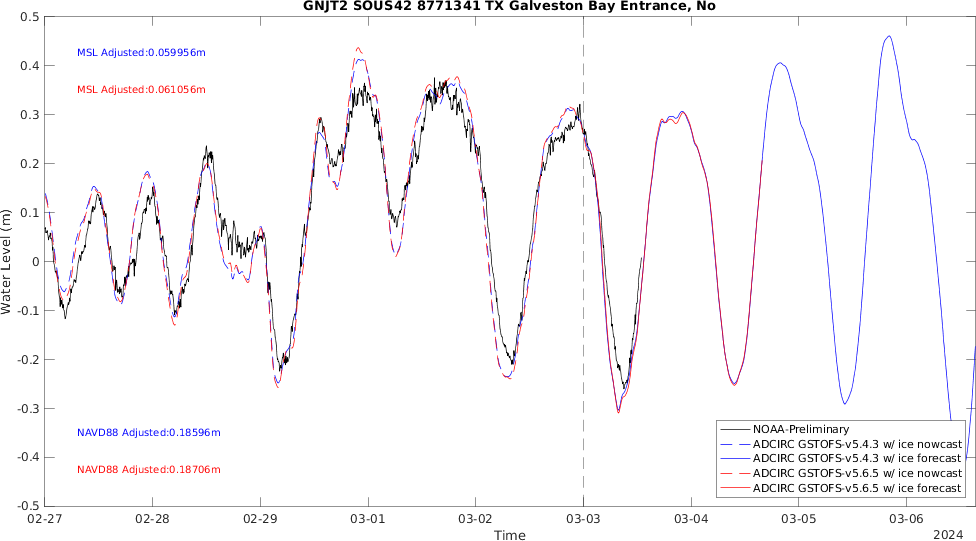 GNJT2 SOUS42 8771341 TX Galveston Bay Entrance, No
0.5
0.4
0.3
0.2
0.1
0
-0.1
-0.2
-0.3
-0.4
-0.5
Water Level (m)
MSL Adjusted:0.059956m
MSL Adjusted:0.061056m
NAVD88 Adjusted:0.18596m
NAVD88 Adjusted:0.18706m
NOAA-Preliminary
ADCIRC GSTOFS-v5.4.3 w/ ice nowcast
ADCIRC GSTOFS-v5.4.3 w/ ice forecast
ADCIRC GSTOFS-v5.6.5 w/ ice nowcast
ADCIRC GSTOFS-v5.6.5 w/ ice forecast
02-27 02-28 02-29 03-01 03-02 03-03 03-04 03-05 03-06
Time 2024